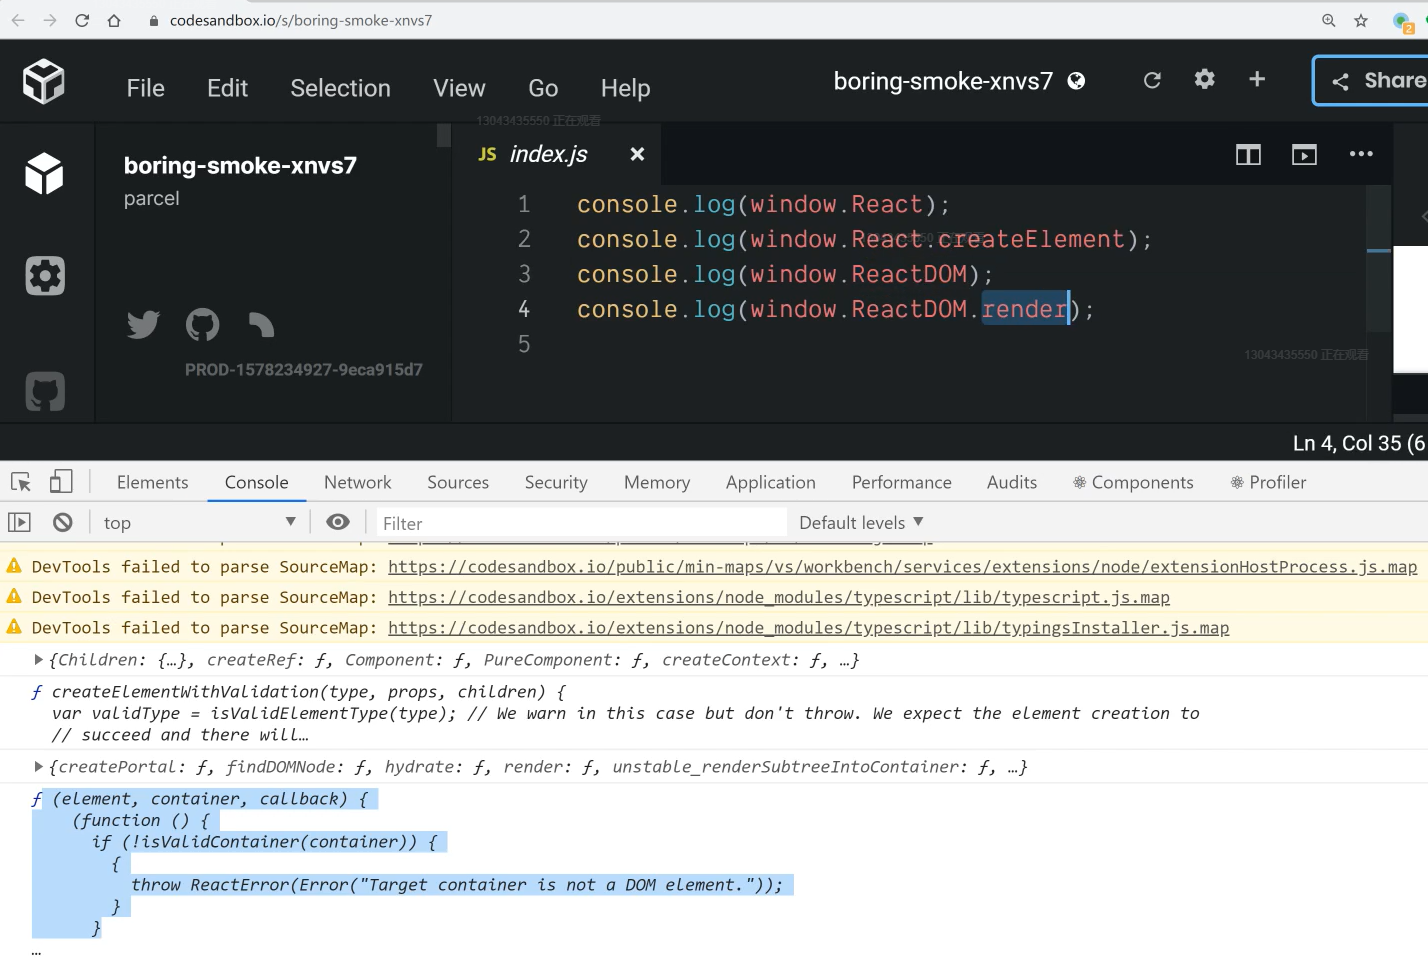 codesandbox.io/s/boring-smoke-xnvs7
2
File Edit Selection View Go Help
boring-smoke-xnvs7
Share
13043435550 正在观看
boring-smoke-xnvs7
parcel
PROD-1578234927-9eca915d7
JS index.js
1 console.log(window.React);
2 console.log(window.React.createElement);
3 console.log(window.ReactDOM);
4 console.log(window.ReactDOM.render);
5
13043435550 正在观看
Ln 4, Col 35 (6
Elements Console Network Sources Security Memory Application Performance Audits Components Profiler
top Filter Default levels
DevTools failed to parse SourceMap: https://codesandbox.io/public/min-maps/vs/workbench/services/extensions/node/extensionHostProcess.js.map
DevTools failed to parse SourceMap: https://codesandbox.io/extensions/node_modules/typescript/lib/typescript.js.map
DevTools failed to parse SourceMap: https://codesandbox.io/extensions/node_modules/typescript/lib/typingsInstaller.js.map
{Children: {…}, createRef: ƒ, Component: ƒ, PureComponent: ƒ, createContext: ƒ, …}
ƒ createElementWithValidation(type, props, children) {
var validType = isValidElementType(type); // We warn in this case but don't throw. We expect the element creation to
// succeed and there will…
{createPortal: ƒ, findDOMNode: ƒ, hydrate: ƒ, render: ƒ, unstable_renderSubtreeIntoContainer: ƒ, …}
ƒ (element, container, callback) {
(function () {
if (!isValidContainer(container)) {
{
throw ReactError(Error("Target container is not a DOM element."));
}
}
…